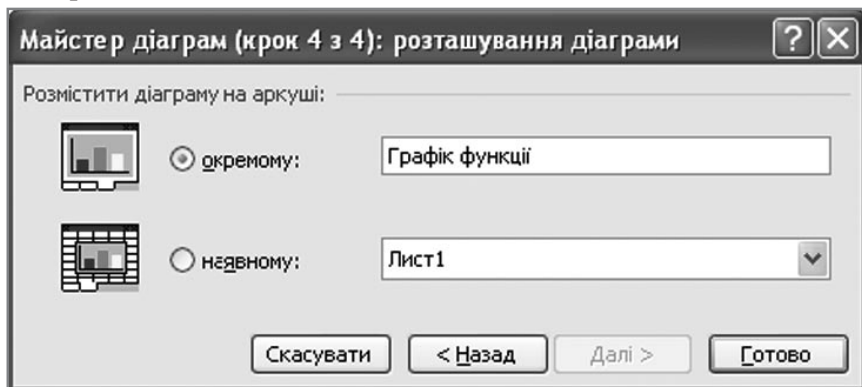 Майстер діаграм (крок 4 з 4): розташування діаграми
Розмістити діаграму на аркуші:
окремому: Графік функції
наявному: Лист1
Скасувати < Назад Далі > Готово